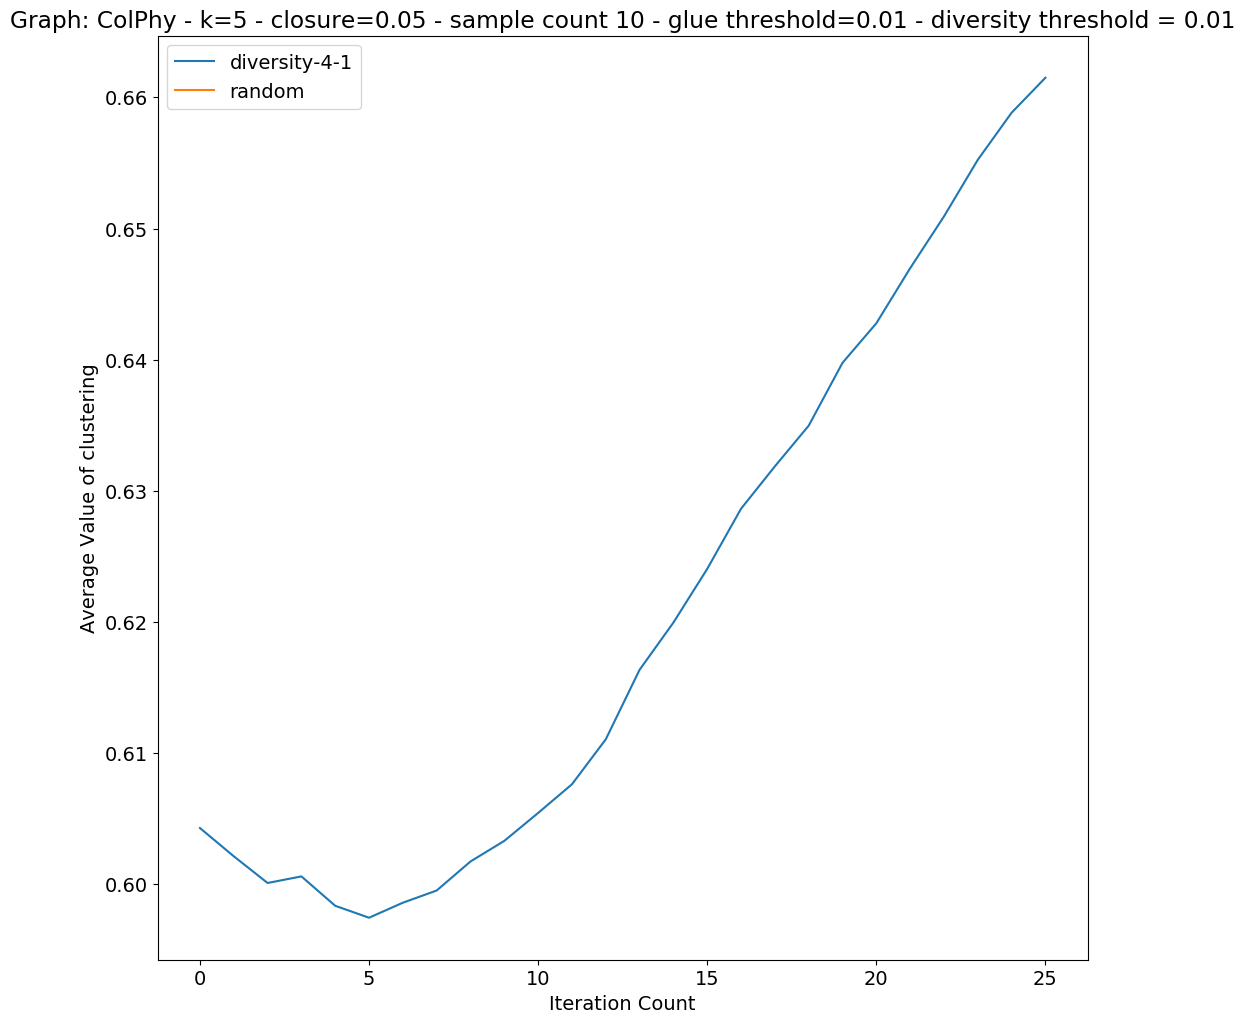 Graph: ColPhy - k=5 - closure=0.05 - sample count 10 - glue threshold=0.01 - diversity threshold = 0.01
diversity-4-1
random
0.66
0.65
0.64
0.63
0.62
0.61
0.60
Average Value of clustering
0 5 10 15 20 25
Iteration Count